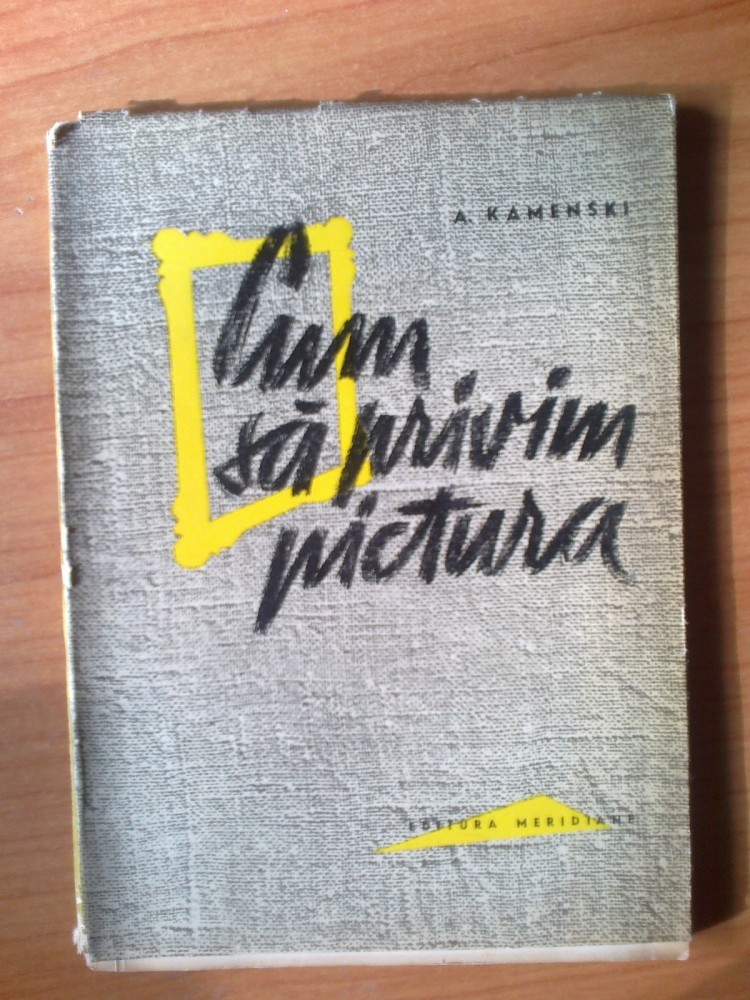 A. KAMENSKI
Cum
să privim
pictura
EDITURA MERIDIANE